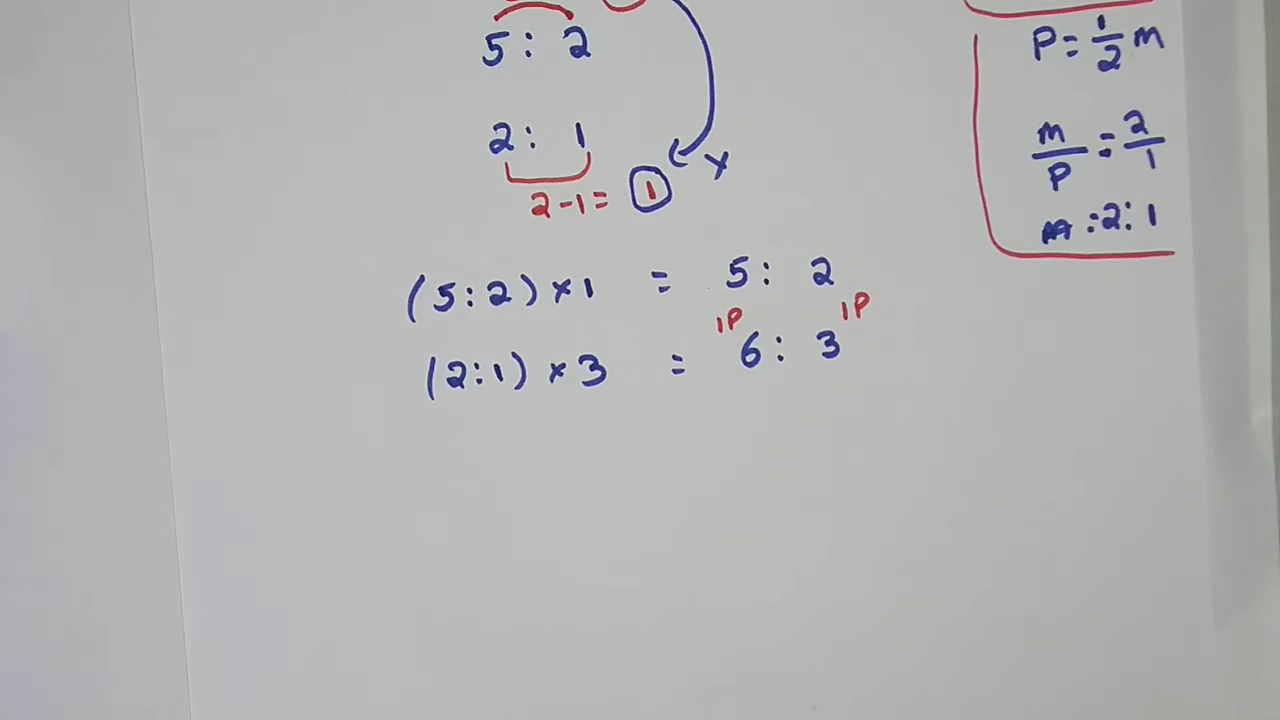 5 : 2
2 : 1
x
2 - 1 = 1
(5 : 2) × 1 = 5 : 2
1P 1P
(2 : 1) × 3 = 6 : 3
P = 1/2 m
m/P = 2/1
: 2 : 1